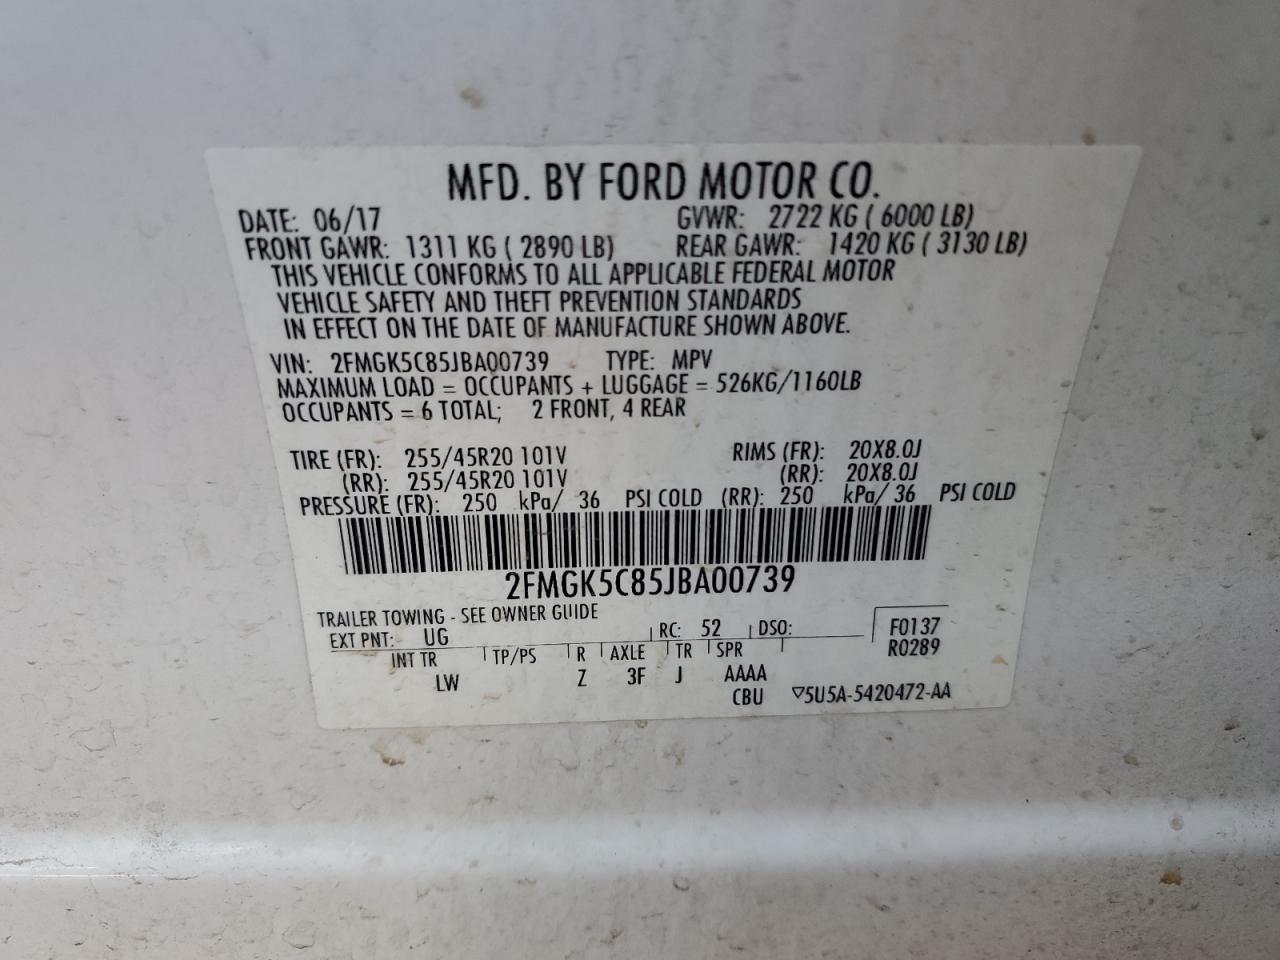 MFD. BY FORD MOTOR CO.
DATE: 06/17 GVWR: 2722 KG ( 6000 LB)
FRONT GAWR: 1311 KG ( 2890 LB) REAR GAWR: 1420 KG ( 3130 LB)
THIS VEHICLE CONFORMS TO ALL APPLICABLE FEDERAL MOTOR
VEHICLE SAFETY AND THEFT PREVENTION STANDARDS
IN EFFECT ON THE DATE OF MANUFACTURE SHOWN ABOVE.
VIN: 2FMGK5C85JBA00739 TYPE: MPV
MAXIMUM LOAD = OCCUPANTS + LUGGAGE = 526KG/1160LB
OCCUPANTS = 6 TOTAL; 2 FRONT, 4 REAR
TIRE (FR): 255/45R20 101V RIMS (FR): 20X8.0J
(RR): 255/45R20 101V (RR): 20X8.0J
PRESSURE (FR): 250 kPa/ 36 PSI COLD (RR): 250 kPa/ 36 PSI COLD
2FMGK5C85JBA00739
TRAILER TOWING - SEE OWNER GUIDE
EXT PNT: UG RC: 52 DSO: F0137
R0289
INT TR TP/PS R AXLE TR SPR
LW Z 3F J AAAA
CBU ▽5U5A-5420472-AA